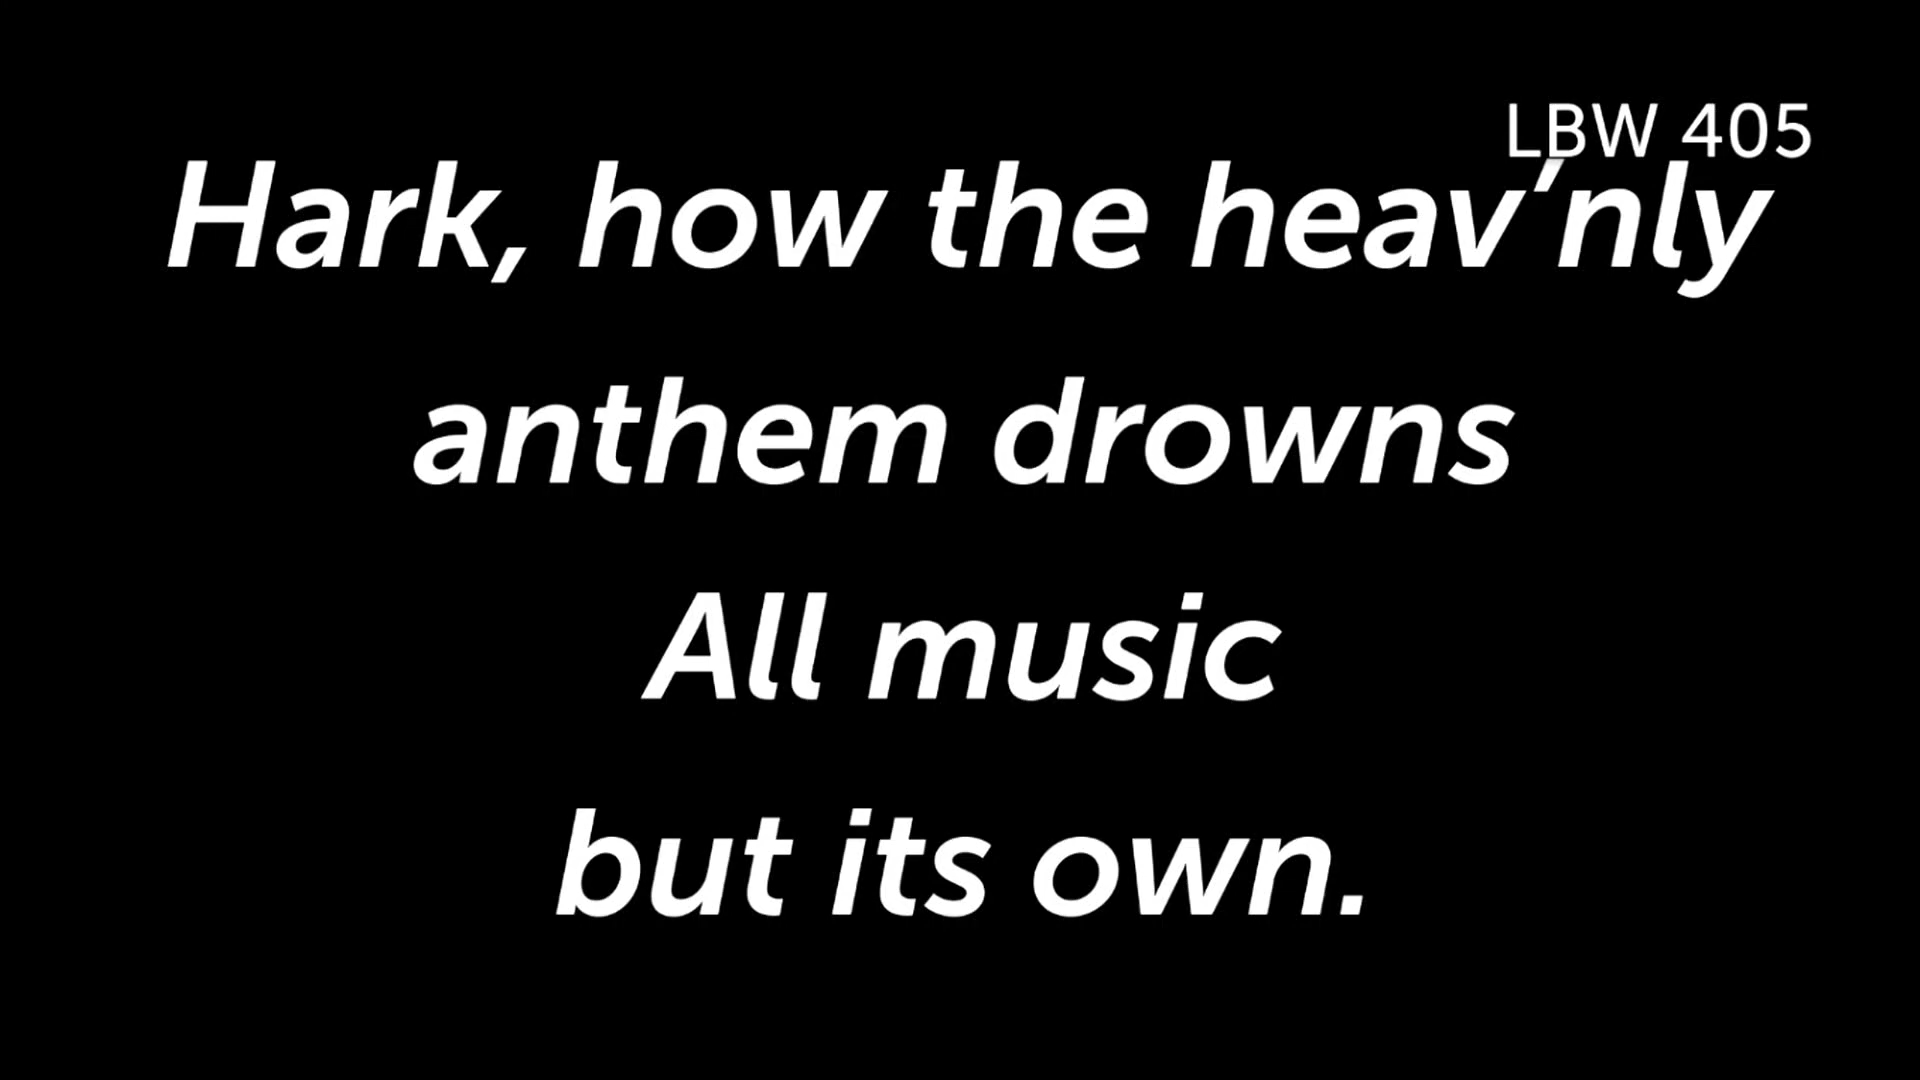 LBW 405
Hark, how the heav’nly
anthem drowns
All music
but its own.